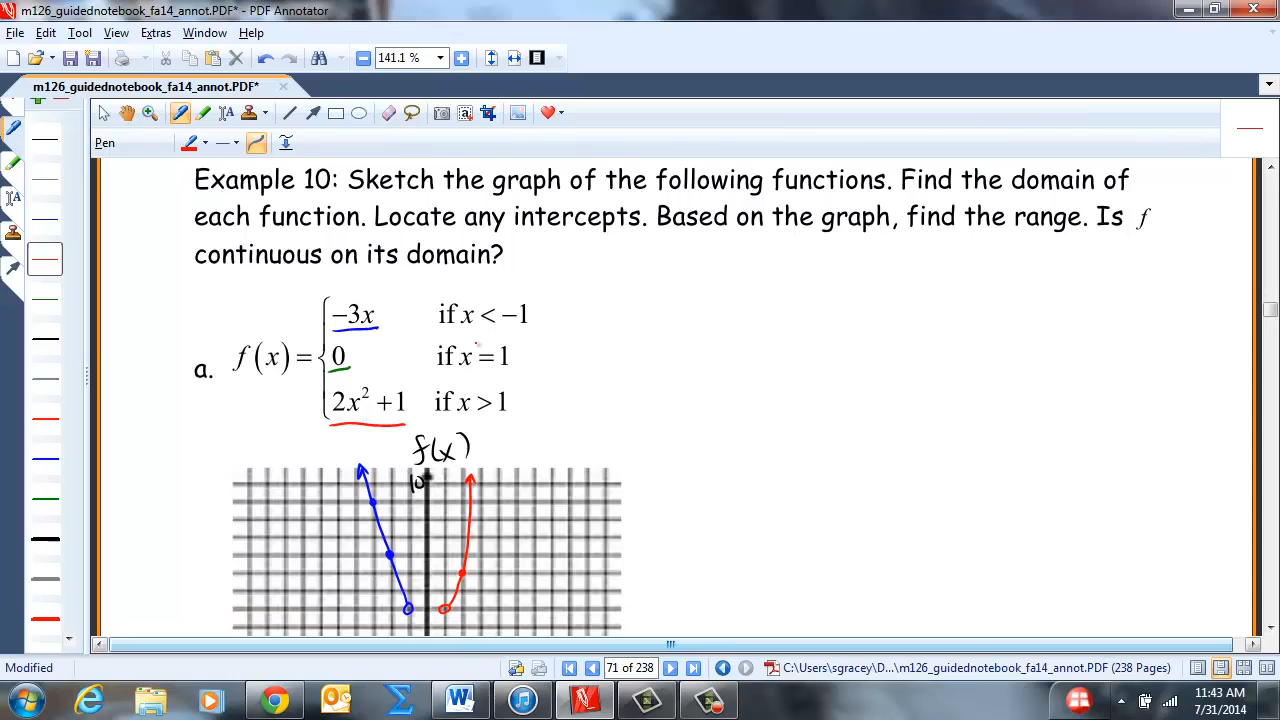 m126_guidednotebook_fa14_annot.PDF* - PDF Annotator
File Edit Tool View Extras Window Help
141.1 %
m126_guidednotebook_fa14_annot.PDF*
Pen
Example 10: Sketch the graph of the following functions. Find the domain of
each function. Locate any intercepts. Based on the graph, find the range. Is f
continuous on its domain?
−3x if x < −1
a. f(x) = { 0 if x = 1
2x² + 1 if x > 1
f(x)
10
Modified
71 of 238
C:\Users\sgracey\D...\m126_guidednotebook_fa14_annot.PDF (238 Pages)
11:43 AM
7/31/2014